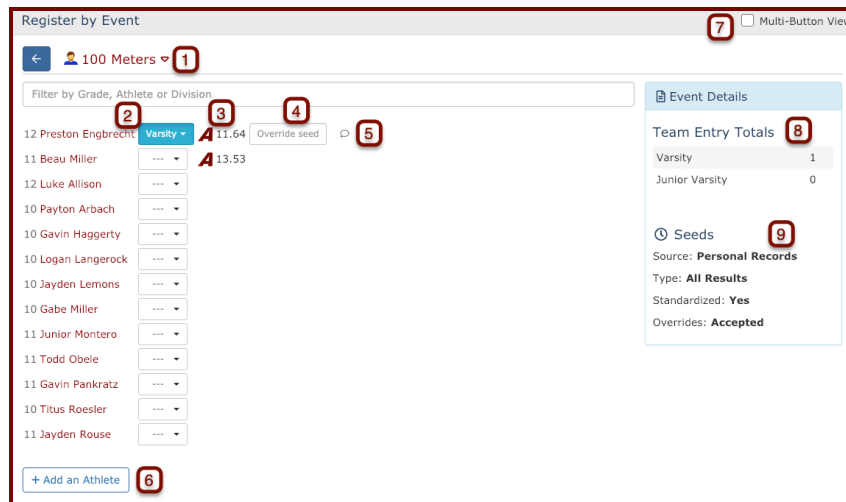 Register by Event
7
Multi-Button View
100 Meters 1
Filter by Grade, Athlete or Division
2 3 4
12 Preston Engbrecht Varsity A 11.64 Override seed 5
11 Beau Miller --- A 13.53
12 Luke Allison ---
10 Payton Arbach ---
10 Gavin Haggerty ---
10 Logan Langerock ---
10 Jayden Lemons ---
10 Gabe Miller ---
11 Junior Montero ---
11 Todd Obele ---
11 Gavin Pankratz ---
10 Titus Roesler ---
11 Jayden Rouse ---
+ Add an Athlete 6
Event Details
Team Entry Totals 8
Varsity 1
Junior Varsity 0
Seeds 9
Source: Personal Records
Type: All Results
Standardized: Yes
Overrides: Accepted